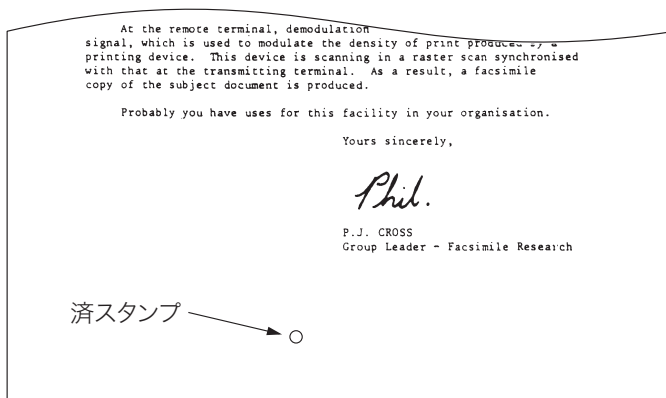 At the remote terminal, demodulation
signal, which is used to modulate the density of print produced by a
printing device. This device is scanning in a raster scan synchronised
with that at the transmitting terminal. As a result, a facsimile
copy of the subject document is produced.
Probably you have uses for this facility in your organisation.
Yours sincerely,
Phil.
P.J. CROSS
Group Leader - Facsimile Research
済スタンプ